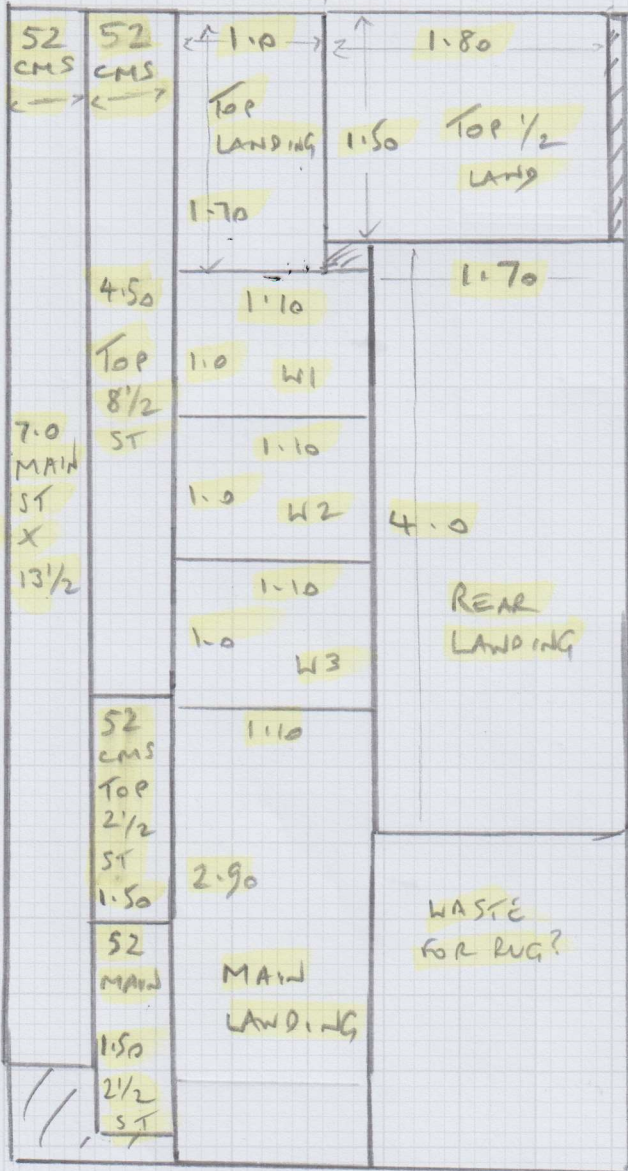 52
CMS
7.0
MAIN
ST
X
13½
52
CMS
4.50
TOP
8½
ST
52
CMS
TOP
2½
ST
1.50
52
MAIN
1.50
2½
ST
1.0
TOP
LANDING
1.70
1.10
1.0 W1
1.10
1.0 W2
1.10
1.0
W3
1.10
2.90
MAIN
LANDING
1.80
1.50 TOP ½
LAND
1.70
4.0
REAR
LANDING
WASTE
FOR RUG?